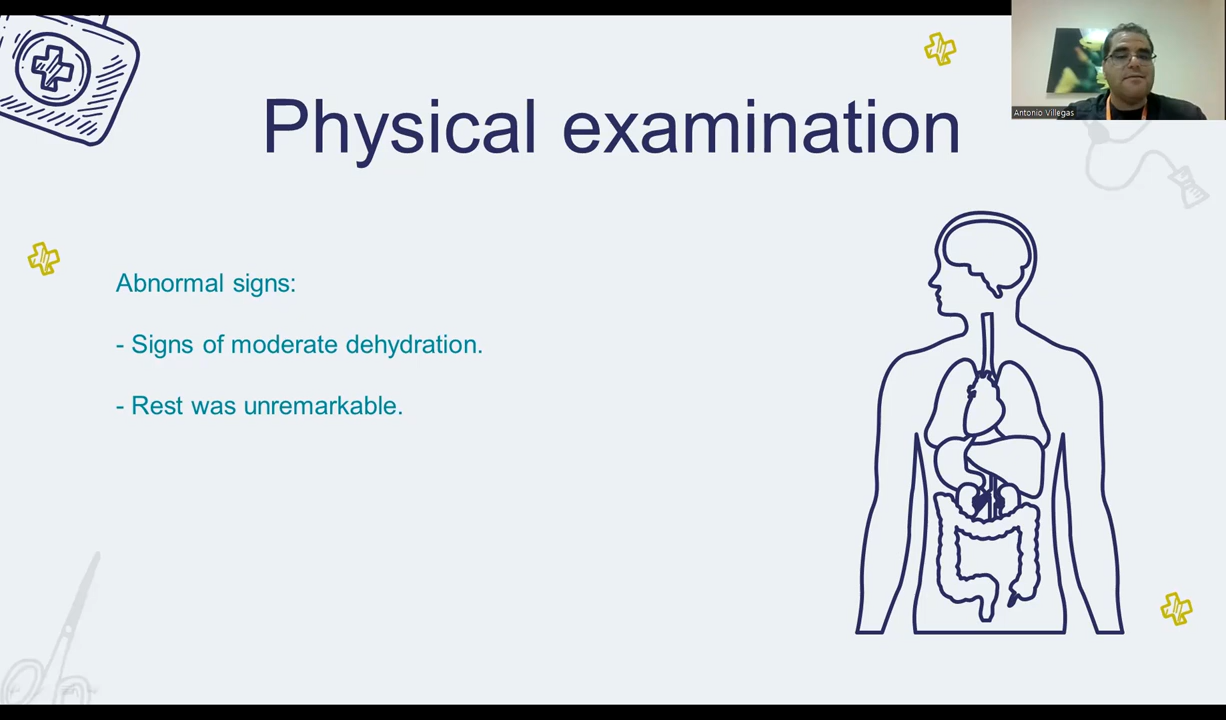 Antonio Villegas
Physical examination
Abnormal signs:
- Signs of moderate dehydration.
- Rest was unremarkable.